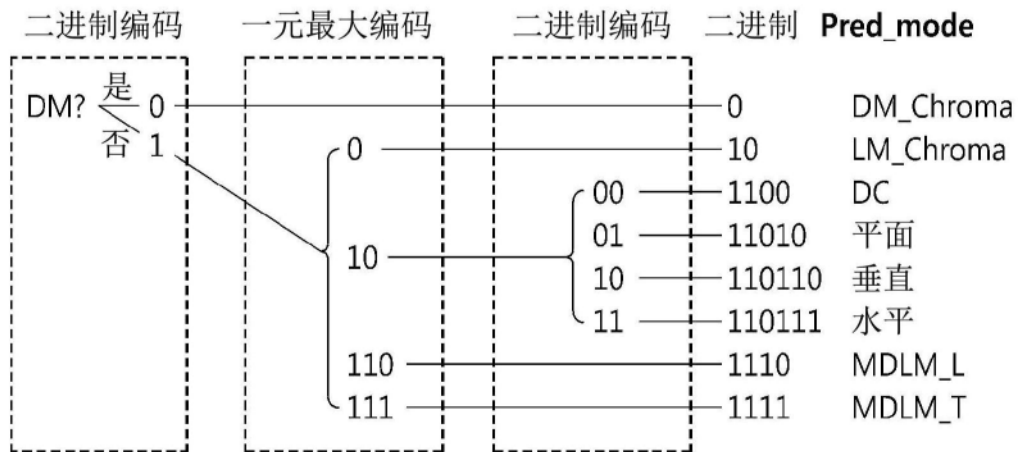 二进制编码 一元最大编码 二进制编码 二进制 Pred_mode
DM? 是 0 0 DM_Chroma
否 1 0 10 LM_Chroma
00 1100 DC
01 11010 平面
10 10 110110 垂直
11 110111 水平
110 1110 MDLM_L
111 1111 MDLM_T